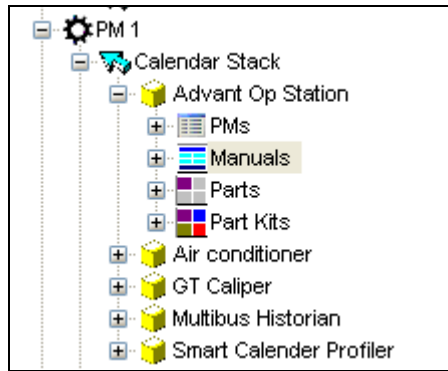 PM 1
Calendar Stack
Advant Op Station
PMs
Manuals
Parts
Part Kits
Air conditioner
GT Caliper
Multibus Historian
Smart Calender Profiler